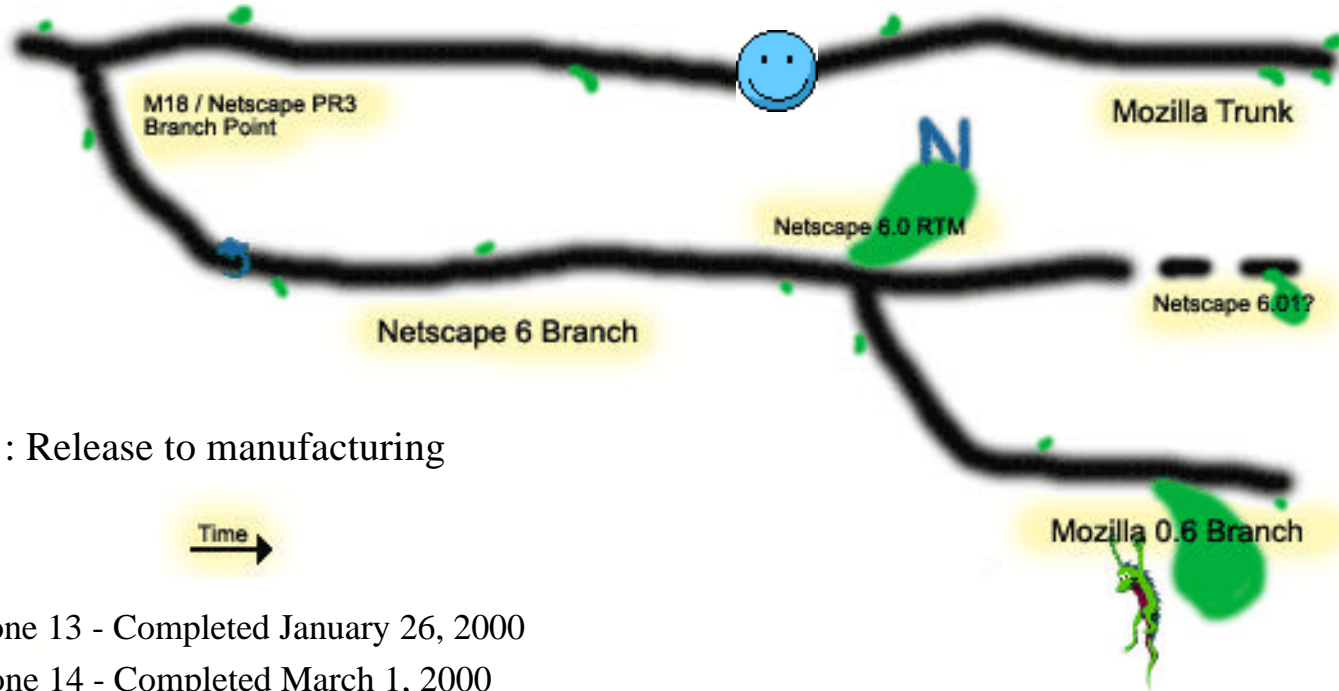 M18 / Netscape PR3
Branch Point
Mozilla Trunk
N
Netscape 6.0 RTM
Netscape 6.01?
Netscape 6 Branch
: Release to manufacturing
Time
Mozilla 0.6 Branch
one 13 - Completed January 26, 2000
one 14 - Completed March 1, 2000